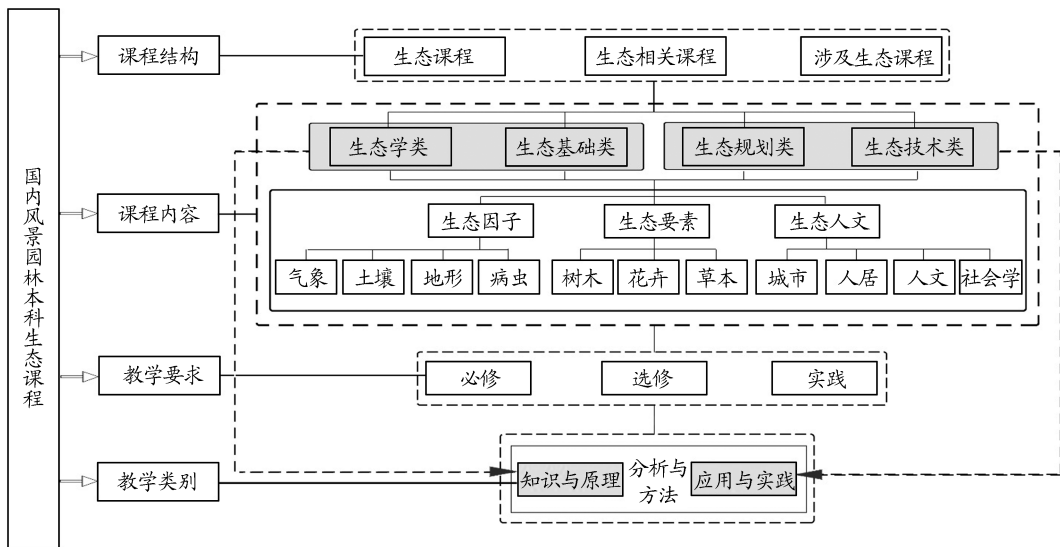 国内风景园林本科生态课程
课程结构
生态课程
生态相关课程
涉及生态课程
课程内容
生态学类
生态基础类
生态规划类
生态技术类
生态因子
生态要素
生态人文
气象
土壤
地形
病虫
树木
花卉
草本
城市
人居
人文
社会学
教学要求
必修
选修
实践
教学类别
知识与原理
分析与
方法
应用与实践